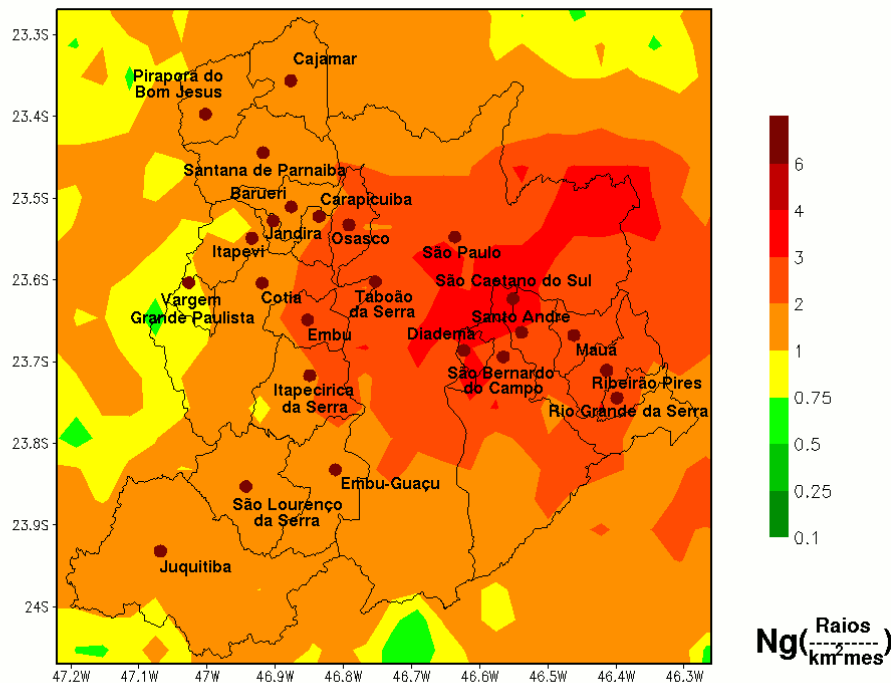 23.3S
23.4S
23.5S
23.6S
23.7S
23.8S
23.9S
24S
Cajamar
Pirapora do
Bom Jesus
Santana de Parnaiba
Barueri
Carapicuiba
Jandira
Osasco
Itapevi
São Paulo
São Caetano do Sul
Vargem
Grande Paulista
Cotia
Taboão
da Serra
Santo Andre
Embu
Diadema
Mauá
São Bernardo
do Campo
Ribeirão Pires
Itapecirica
da Serra
Rio Grande da Serra
Embu-Guaçu
São Lourenço
da Serra
Juquitiba
47.2W
47.1W
47W
46.9W
46.8W
46.7W
46.6W
46.5W
46.4W
46.3W
6
4
3
2
1
0.75
0.5
0.25
0.1
Ng(Raios
km²mes)